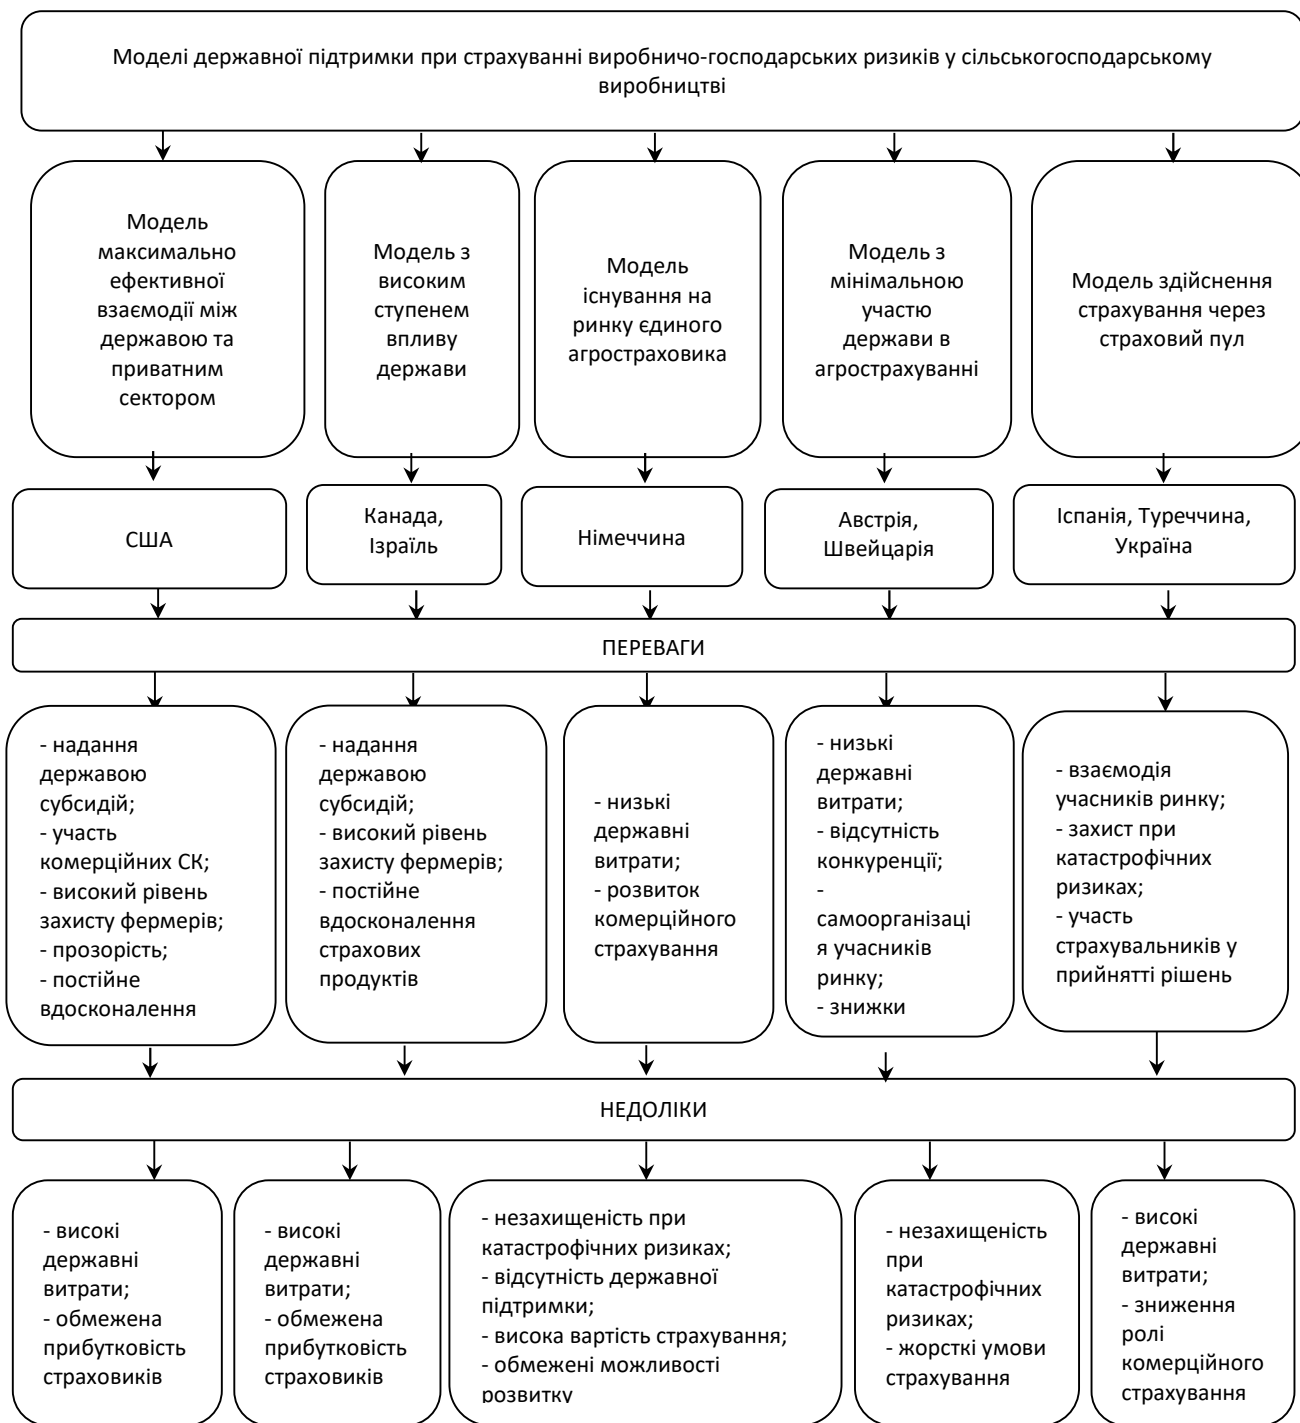 Моделі державної підтримки при страхуванні виробничо-господарських ризиків у сільськогосподарському
виробництві
Модель
максимально
ефективної
взаємодії між
державою та
приватним
сектором
Модель з
високим
ступенем
впливу
держави
Модель
існування на
ринку єдиного
агростраховика
Модель з
мінімальною
участю
держави в
агрострахуванні
Модель здійснення
страхування через
страховий пул
США
Канада,
Ізраїль
Німеччина
Австрія,
Швейцарія
Іспанія, Туреччина,
Україна
ПЕРЕВАГИ
- надання
державою
субсидій;
- участь
комерційних СК;
- високий рівень
захисту фермерів;
- прозорість;
- постійне
вдосконалення
- надання
державою
субсидій;
- високий рівень
захисту фермерів;
- постійне
вдосконалення
страхових
продуктів
- низькі
державні
витрати;
- розвиток
комерційного
страхування
- низькі
державні
витрати;
- відсутність
конкуренції;
-
самоорганізаці
я учасників
ринку;
- знижки
- взаємодія
учасників ринку;
- захист при
катастрофічних
ризиках;
- участь
страхувальників у
прийнятті рішень
НЕДОЛІКИ
- високі
державні
витрати;
- обмежена
прибутковість
страховиків
- високі
державні
витрати;
- обмежена
прибутковість
страховиків
- незахищеність при
катастрофічних ризиках;
- відсутність державної
підтримки;
- висока вартість страхування;
- обмежені можливості
розвитку
- незахищеність
при
катастрофічних
ризиках;
- жорсткі умови
страхування
- високі
державні
витрати;
- зниження
ролі
комерційного
страхування